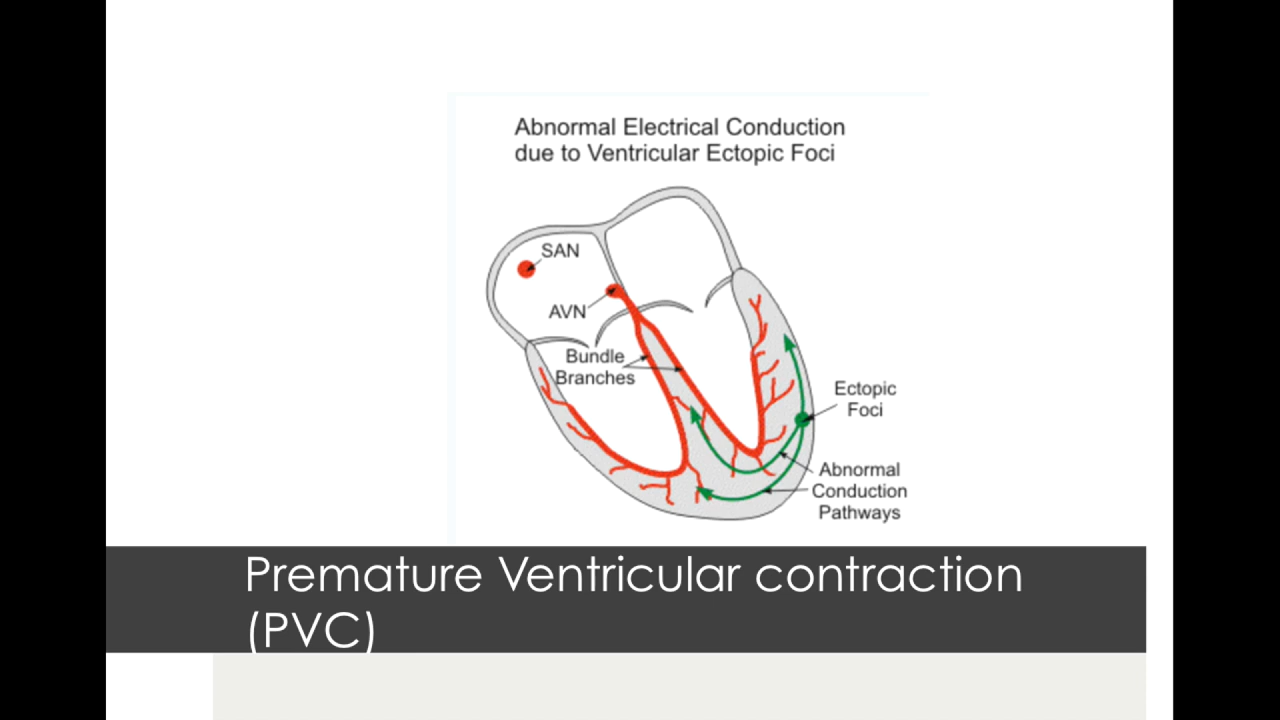 Abnormal Electrical Conduction
due to Ventricular Ectopic Foci
SAN
AVN
Bundle
Branches
Ectopic
Foci
Abnormal
Conduction
Pathways
Premature Ventricular contraction
(PVC)